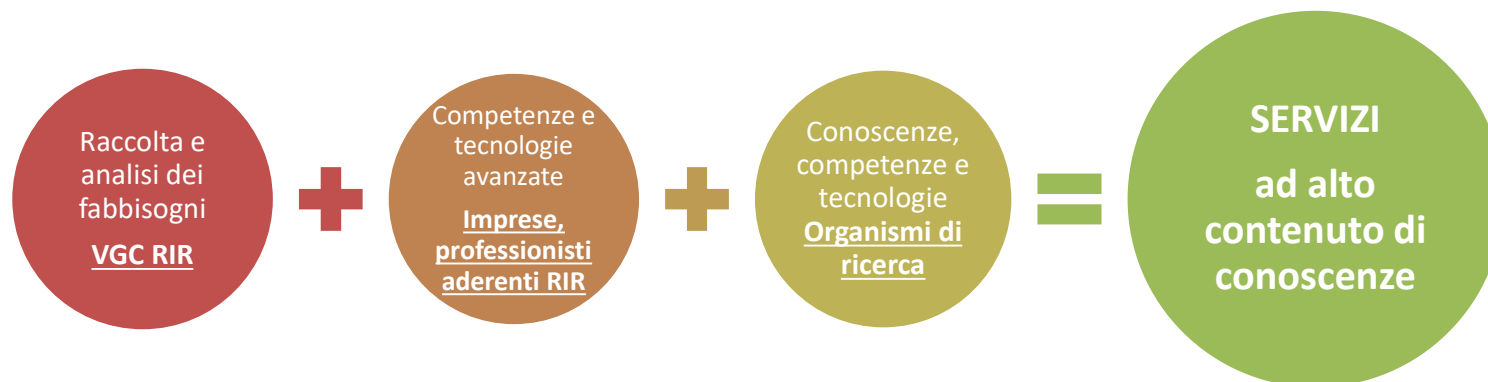 Raccolta e
analisi dei
fabbisogni
VGC RIR
Competenze e
tecnologie
avanzate
Imprese,
professionisti
aderenti RIR
Conoscenze,
competenze e
tecnologie
Organismi di
ricerca
SERVIZI
ad alto
contenuto di
conoscenze